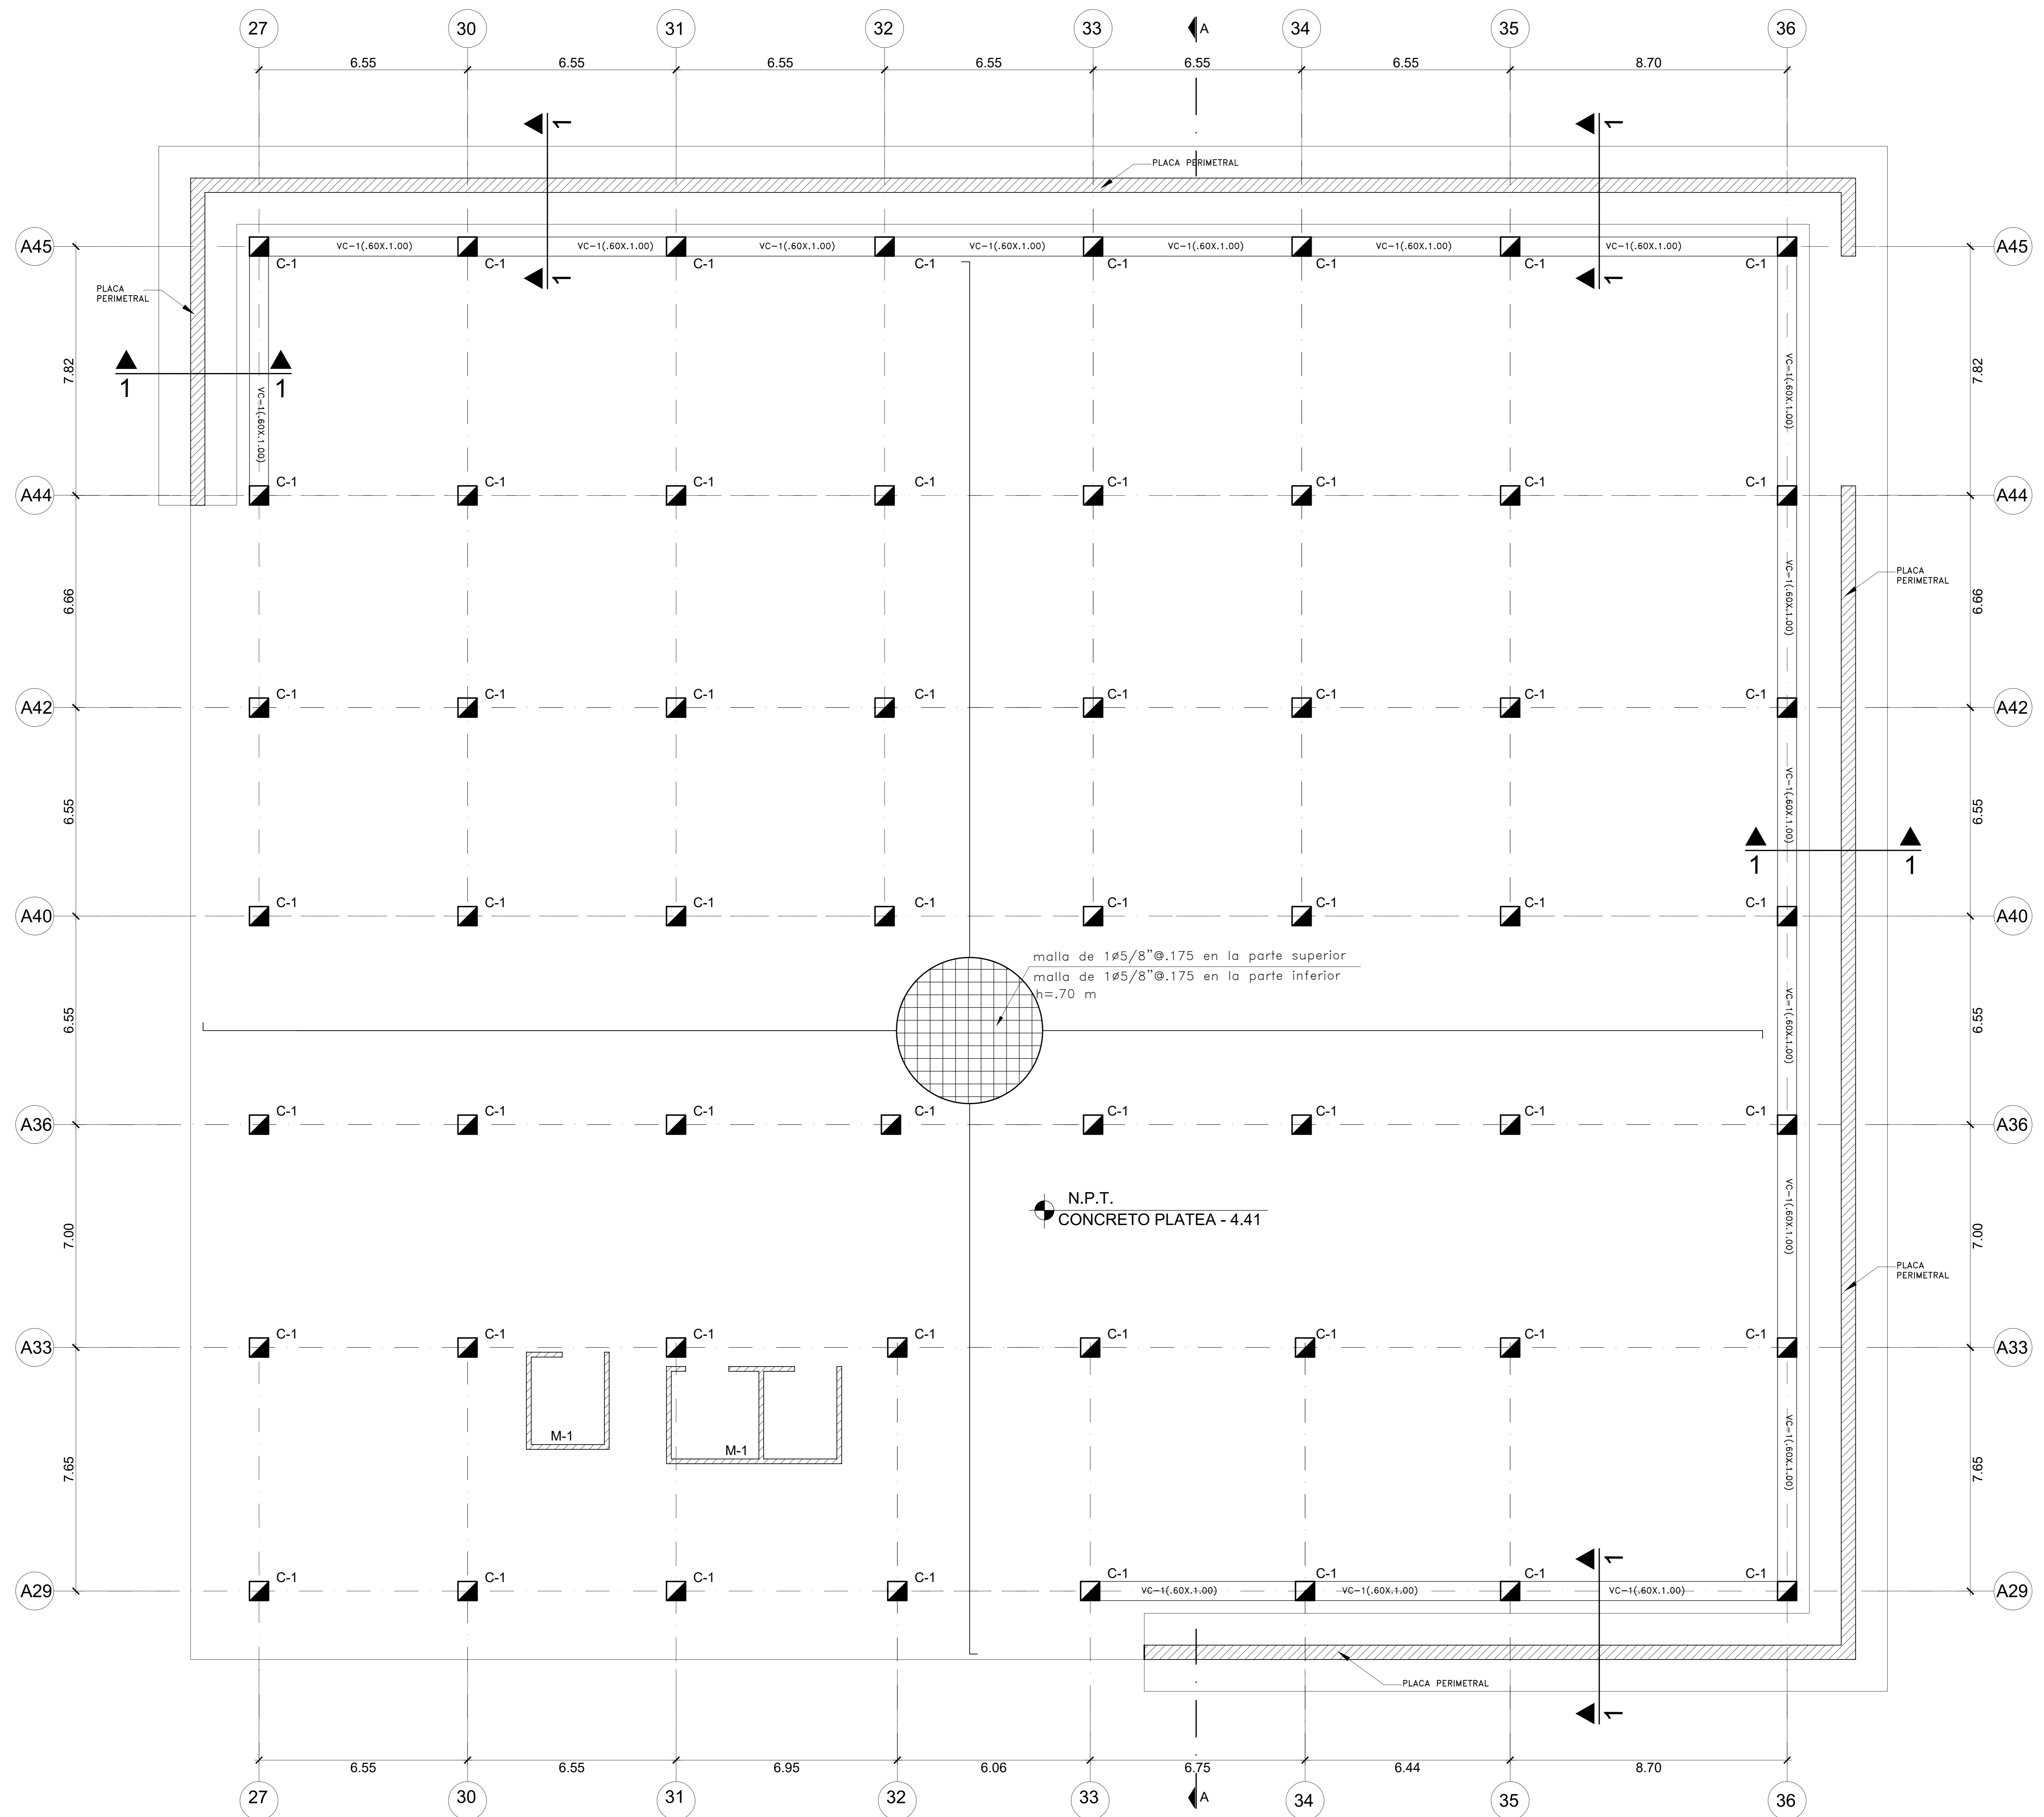 27 30 31 32 33 A 34 35 36
6.55 6.55 6.55 6.55 6.55 6.55 8.70
1 1
PLACA PERIMETRAL
A45 VC-1(.60X.1.00) VC-1(.60X.1.00) VC-1(.60X.1.00) VC-1(.60X.1.00) VC-1(.60X.1.00) VC-1(.60X.1.00) VC-1(.60X.1.00) A45
C-1 C-1 C-1 C-1 C-1 C-1 C-1 C-1
1 1
PLACA
PERIMETRAL
7.82 VC-1(.60X.1.00) 7.82
1 1
VC-1(.60X.1.00)
C-1 C-1 C-1 C-1 C-1 C-1 C-1 C-1
A44 A44
PLACA
PERIMETRAL
6.66 VC-1(.60X.1.00) 6.66
C-1 C-1 C-1 C-1 C-1 C-1 C-1 C-1
A42 A42
6.55 VC-1(.60X.1.00) 6.55
1 1
C-1 C-1 C-1 C-1 C-1 C-1 C-1 C-1
A40 A40
malla de 1ø5/8"@.175 en la parte superior
malla de 1ø5/8"@.175 en la parte inferior
h=.70 m
6.55 VC-1(.60X.1.00) 6.55
C-1 C-1 C-1 C-1 C-1 C-1 C-1 C-1
A36 A36
N.P.T.
CONCRETO PLATEA - 4.41
7.00 VC-1(.60X.1.00) 7.00
PLACA
PERIMETRAL
C-1 C-1 C-1 C-1 C-1 C-1 C-1 C-1
A33 A33
M-1
M-1
7.65 VC-1(.60X.1.00) 7.65
1
C-1 C-1 C-1 C-1 C-1 C-1 C-1 C-1
A29 VC-1(.60X.1.00) VC-1(.60X.1.00) VC-1(.60X.1.00) A29
PLACA PERIMETRAL
1
6.55 6.55 6.95 6.06 6.75 6.44 8.70
27 30 31 32 33 A 34 35 36